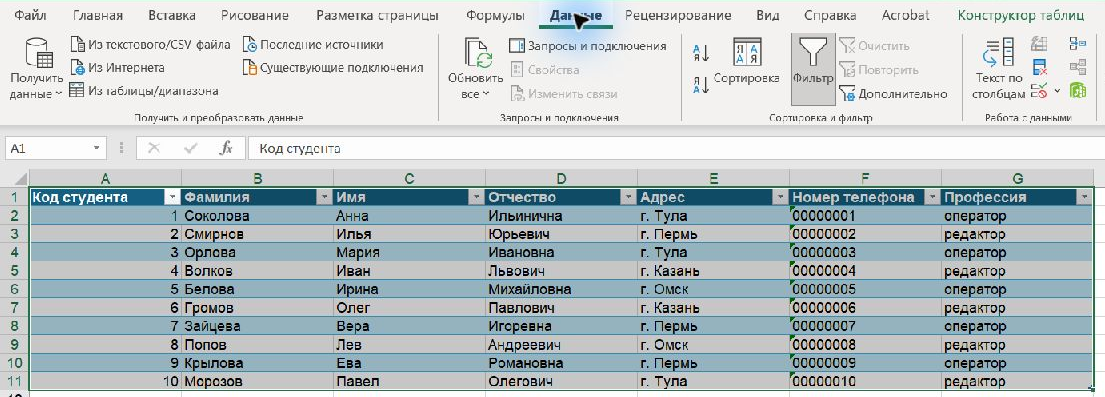 Файл Главная Вставка Рисование Разметка страницы Формулы Данные Рецензирование Вид Справка Acrobat Конструктор таблиц
Получить данные
Из текстового/CSV-файла
Из Интернета
Из таблицы/диапазона
Последние источники
Существующие подключения
Получить и преобразовать данные
Обновить все
Запросы и подключения
Свойства
Изменить связи
Запросы и подключения
Сортировка
Фильтр
Очистить
Повторить
Дополнительно
Сортировка и фильтр
Текст по столбцам
Работа с данными
A1 fx Код студента
A B C D E F G
1 Код студента Фамилия Имя Отчество Адрес Номер телефона Профессия
2 1 Соколова Анна Ильинична г. Тула 00000001 оператор
3 2 Смирнов Илья Юрьевич г. Пермь 00000002 редактор
4 3 Орлова Мария Ивановна г. Тула 00000003 оператор
5 4 Волков Иван Львович г. Казань 00000004 редактор
6 5 Белова Ирина Михайловна г. Омск 00000005 оператор
7 6 Громов Олег Павлович г. Казань 00000006 редактор
8 7 Зайцева Вера Игоревна г. Пермь 00000007 оператор
9 8 Попов Лев Андреевич г. Омск 00000008 редактор
10 9 Крылова Ева Романовна г. Пермь 00000009 оператор
11 10 Морозов Павел Олегович г. Тула 00000010 редактор